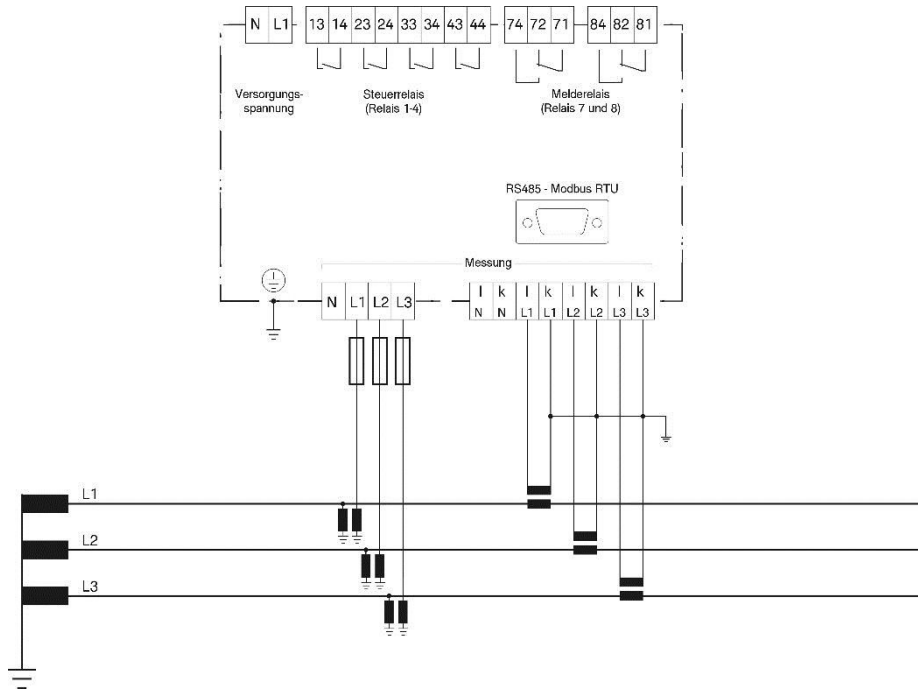 N L1 13 14 23 24 33 34 43 44 74 72 71 84 82 81
Versorgungs-
spannung
Steuerrelais
(Relais 1-4)
Melderelais
(Relais 7 und 8)
RS485 - Modbus RTU
Messung
N L1 L2 L3
l k l k l k l k
N N L1 L1 L2 L2 L3 L3
L1
L2
L3